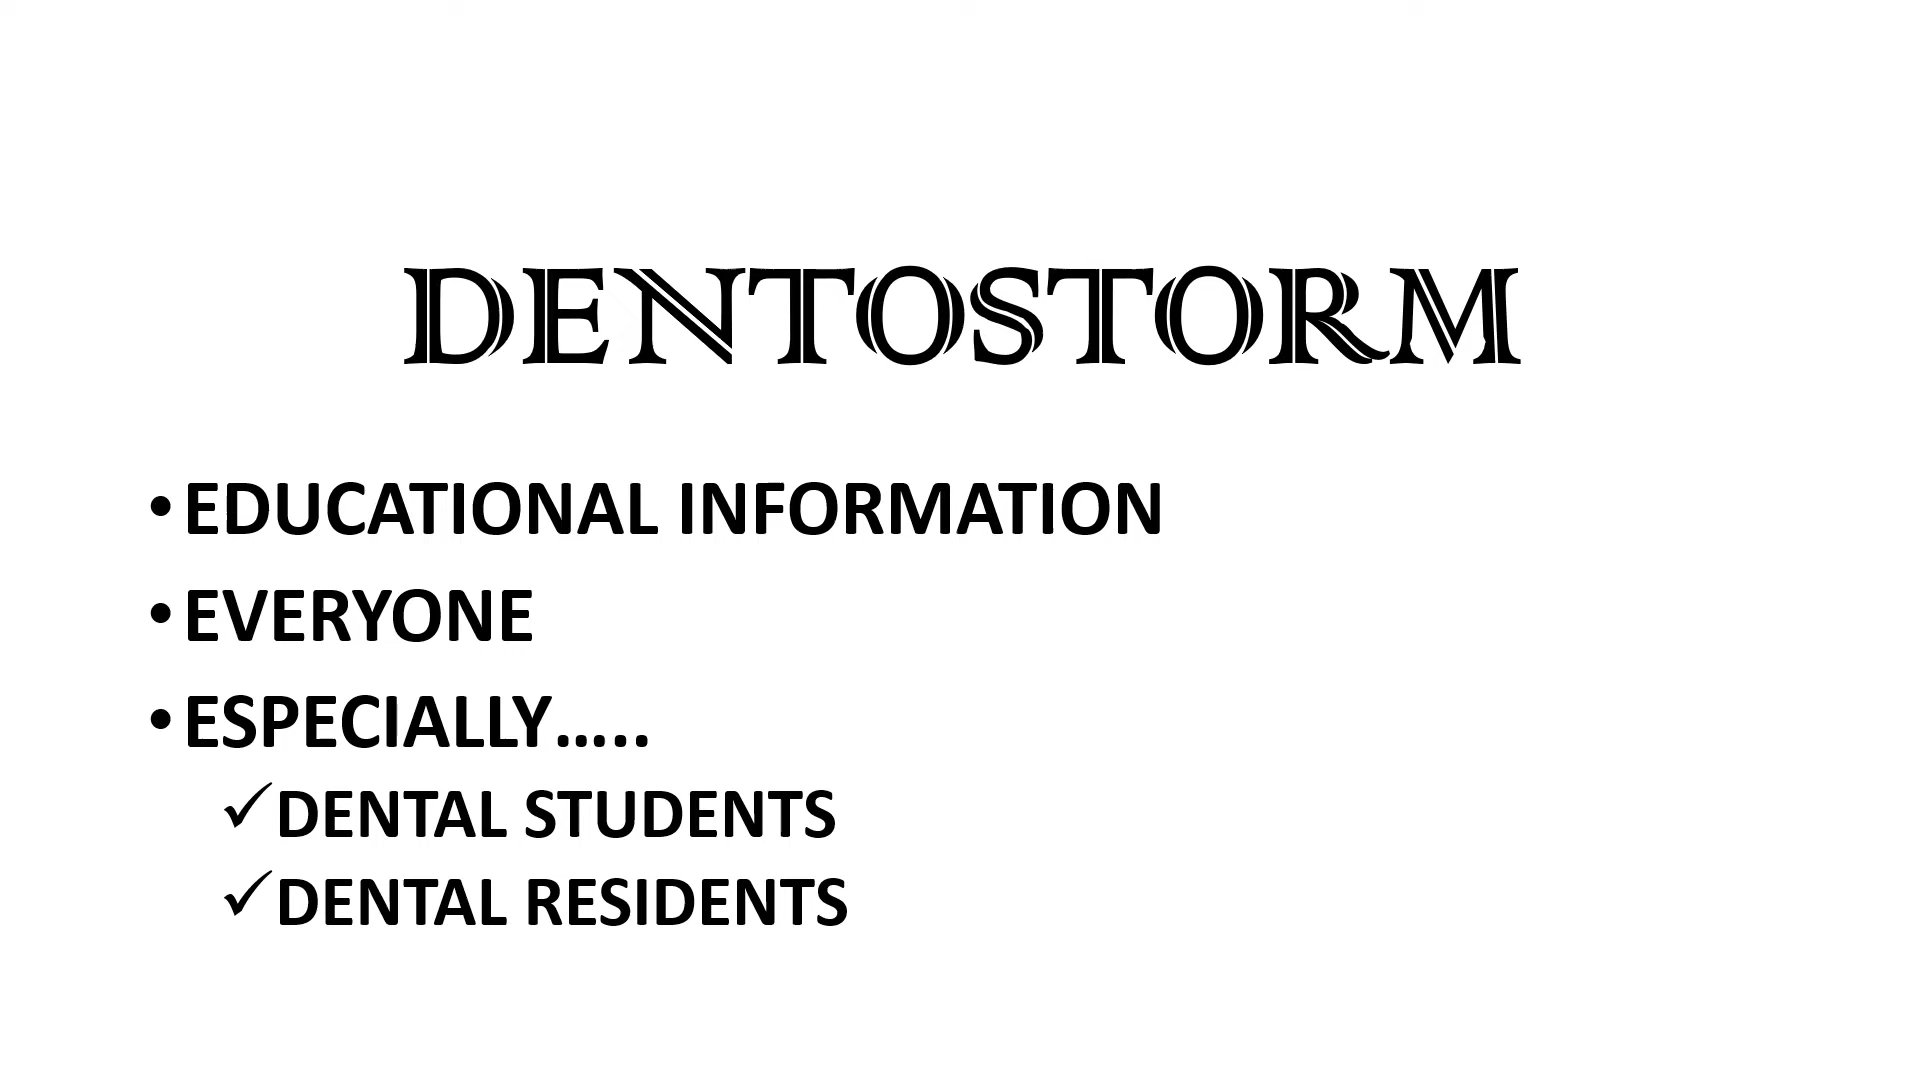 DENTOSTORM
•EDUCATIONAL INFORMATION
•EVERYONE
•ESPECIALLY…..
✓DENTAL STUDENTS
✓DENTAL RESIDENTS